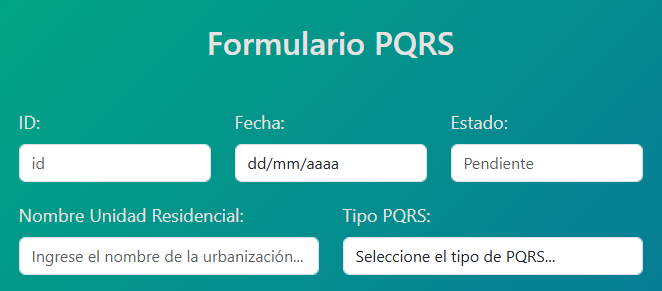 Formulario PQRS
ID: Fecha: Estado:
id dd/mm/aaaa Pendiente
Nombre Unidad Residencial: Tipo PQRS:
Ingrese el nombre de la urbanización... Seleccione el tipo de PQRS...